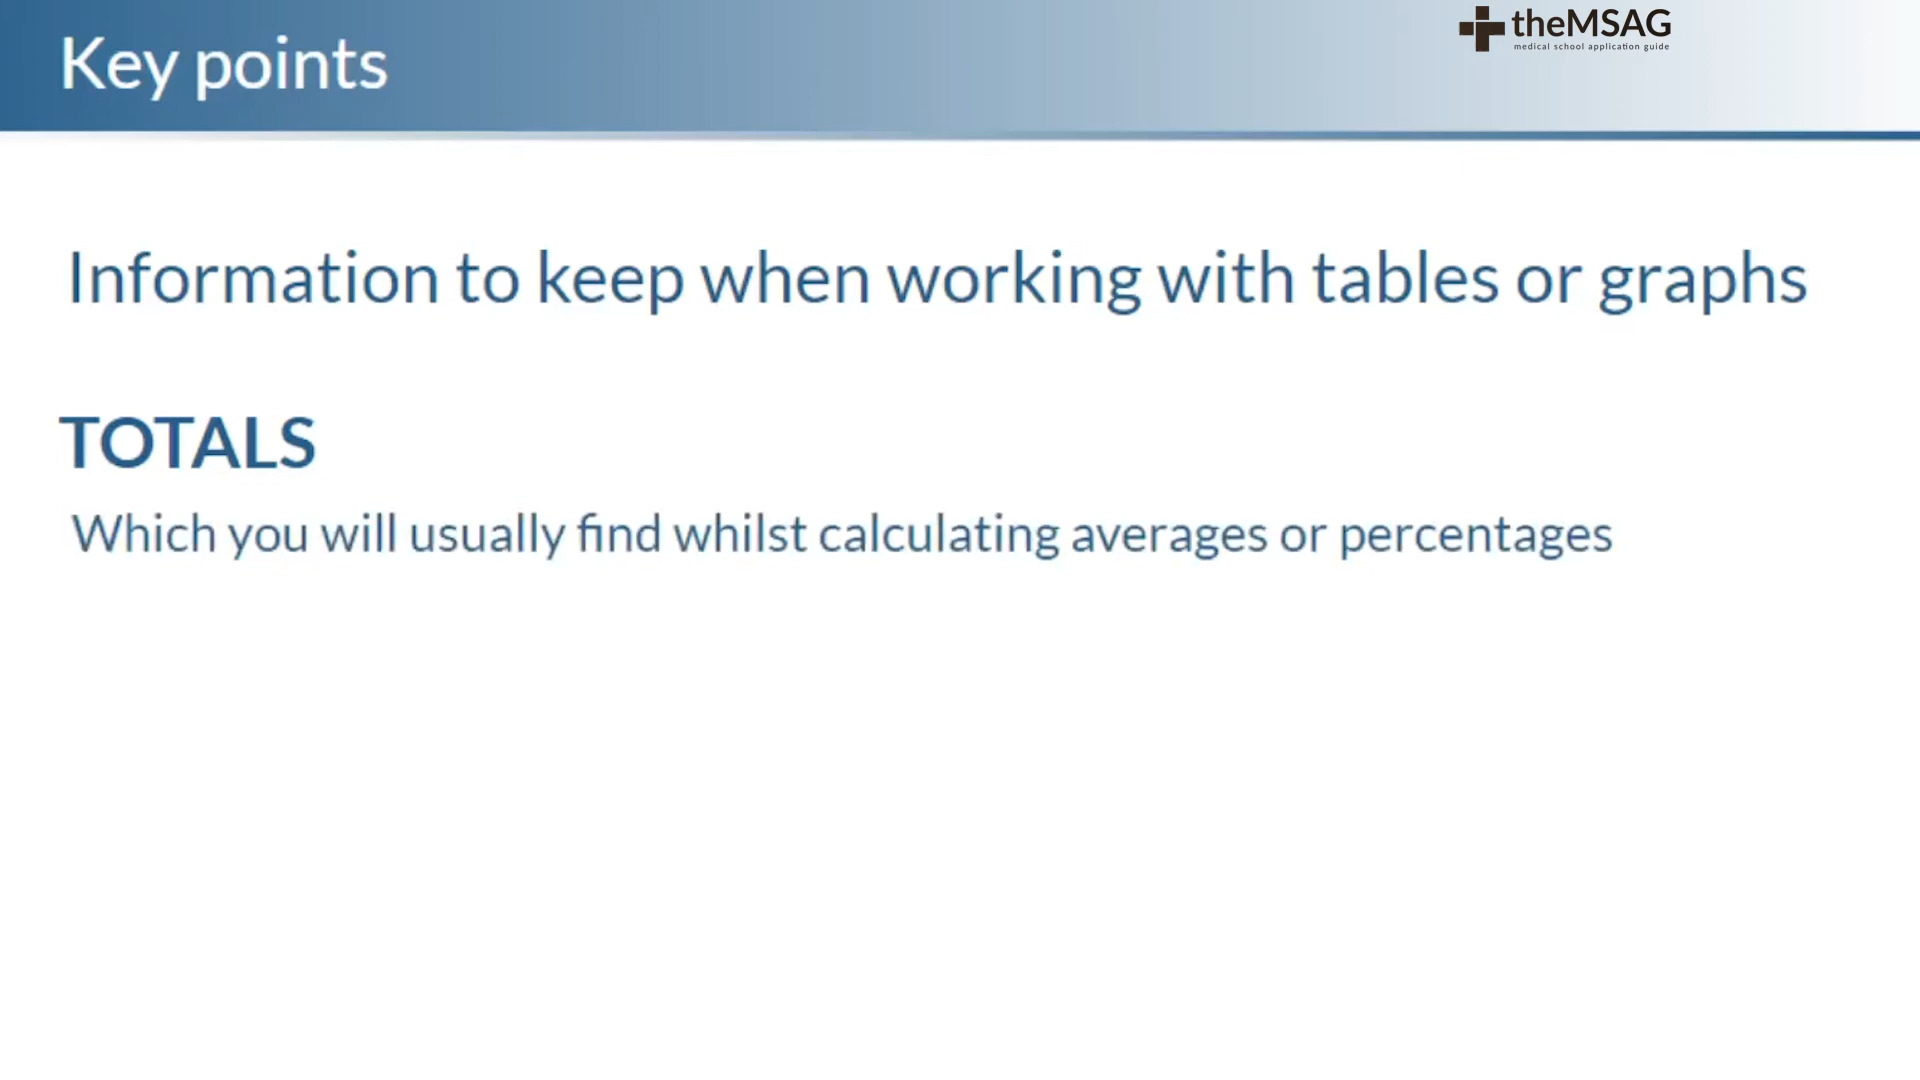 theMSAG
medical school application guide
Key points
Information to keep when working with tables or graphs
TOTALS
Which you will usually find whilst calculating averages or percentages